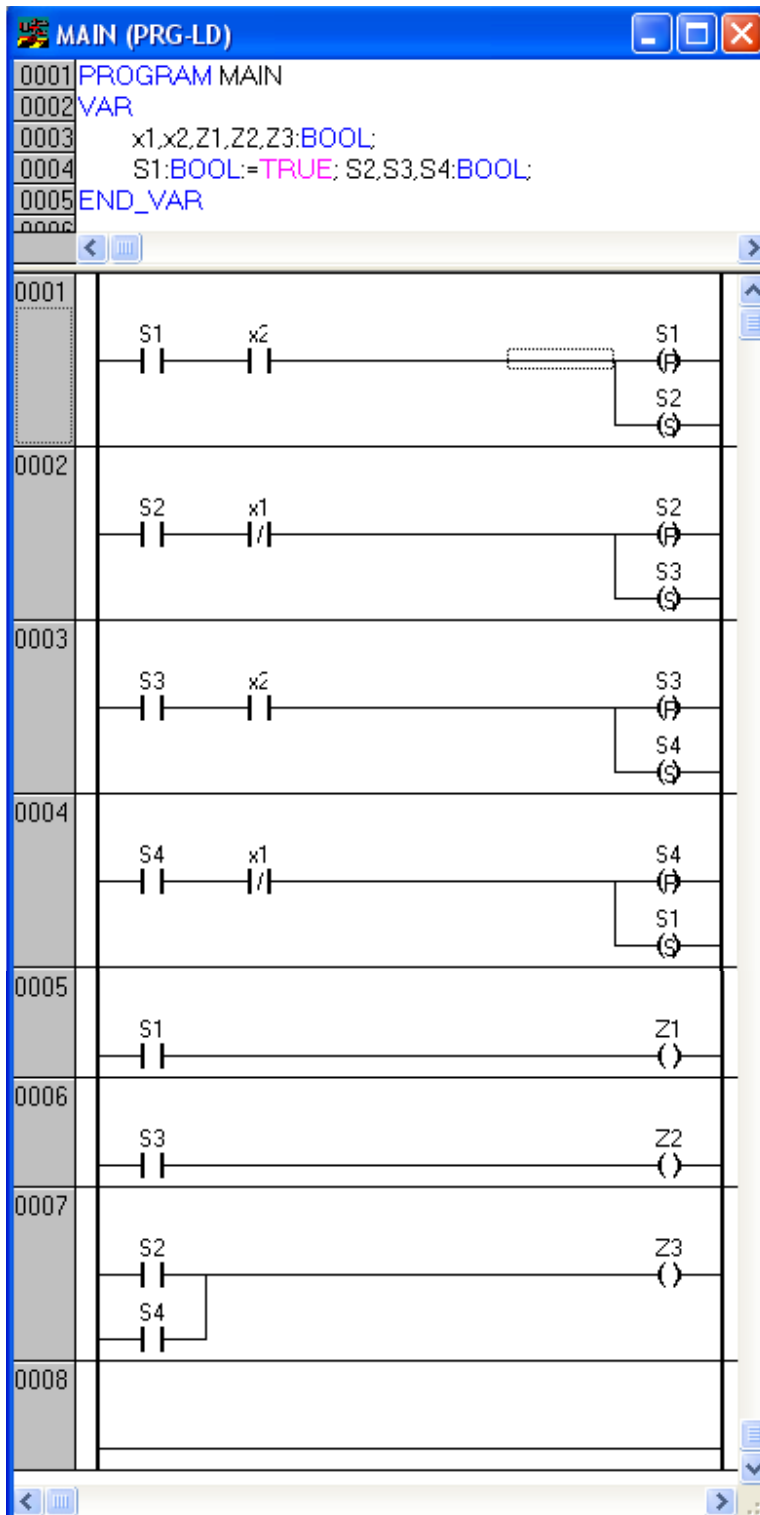 MAIN (PRG-LD)
0001 PROGRAM MAIN
0002 VAR
0003 x1,x2,Z1,Z2,Z3:BOOL;
0004 S1:BOOL:=TRUE; S2,S3,S4:BOOL;
0005 END_VAR
0006
0001
S1 x2 S1
(R)
S2
(S)
0002
S2 x1 S2
/ (R)
S3
(S)
0003
S3 x2 S3
(R)
S4
(S)
0004
S4 x1 S4
/ (R)
S1
(S)
0005
S1 Z1
( )
0006
S3 Z2
( )
0007
S2 Z3
( )
S4
0008